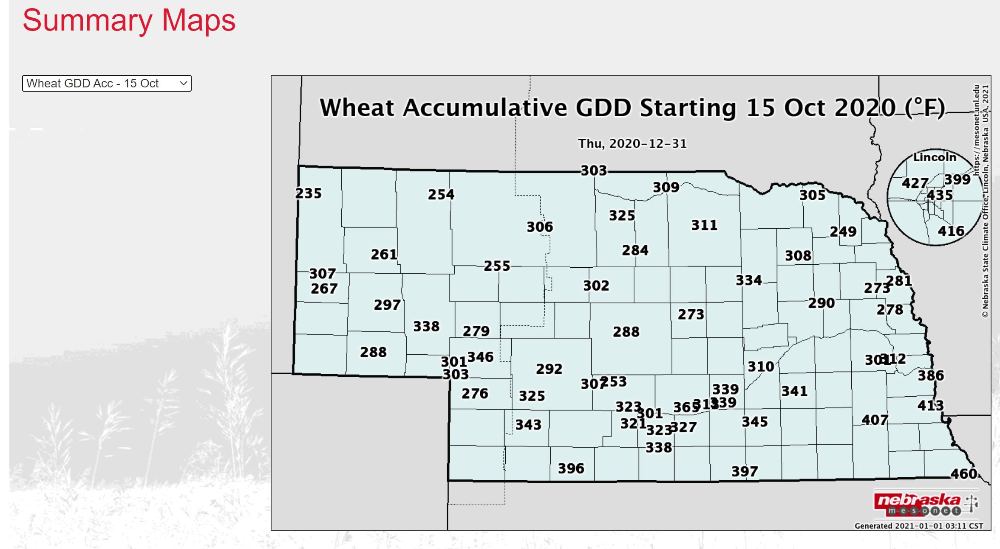 Summary Maps
Wheat GDD Acc - 15 Oct
Wheat Accumulative GDD Starting 15 Oct 2020 (°F)
Thu, 2020-12-31
https://mesonet.unl.edu
© Nebraska State Climate Office, Lincoln, Nebraska USA, 2021
Lincoln
427 399
435
416
303
235 254 309 305
325
306 311 249
261 284 308
255
307 334 281
267 302 273
297 290
273 278
338 279 288
288 346 312
301 292 310
303 386
253
276 325 339 341
413
323 365 339
301
343 321 345 407
323 327
338
396 397 460
nebraska
mesonet
Generated 2021-01-01 03:11 CST